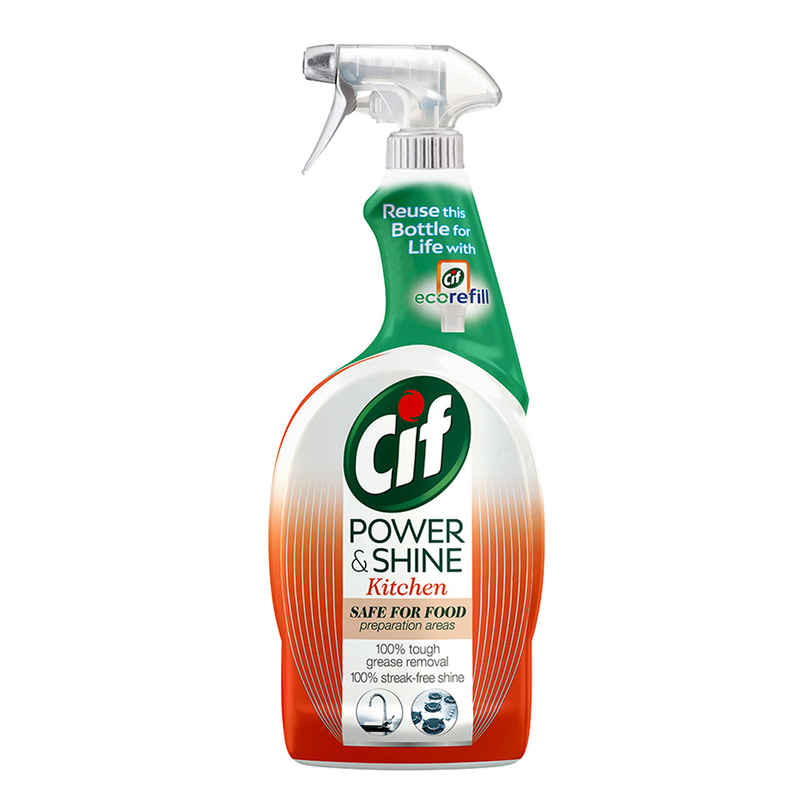 Reuse this
Bottle for
Life with
Cif
ecorefill
Cif
POWER
& SHINE
Kitchen
SAFE FOR FOOD
preparation areas
100% tough
grease removal
100% streak-free shine